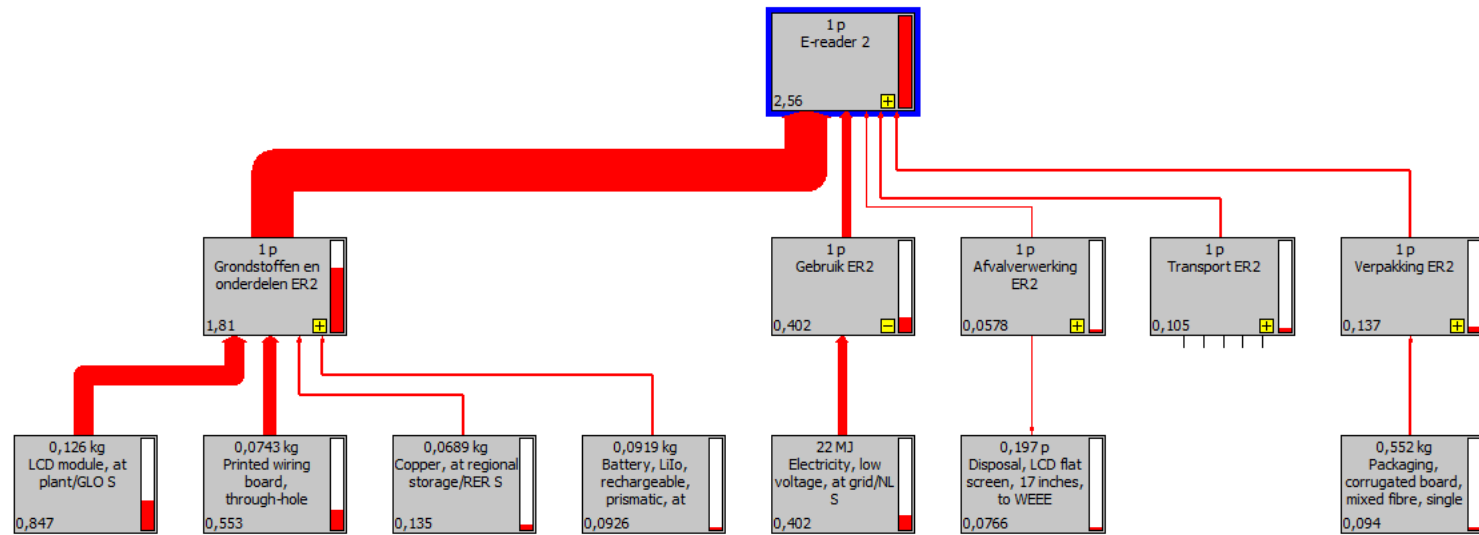 1 p
E-reader 2
2,56
1 p
Grondstoffen en
onderdelen ER2
1,81
1 p
Gebruik ER2
0,402
1 p
Afvalverwerking
ER2
0,0578
1 p
Transport ER2
0,105
1 p
Verpakking ER2
0,137
0,126 kg
LCD module, at
plant/GLO S
0,847
0,0743 kg
Printed wiring
board,
through-hole
0,553
0,0689 kg
Copper, at regional
storage/RER S
0,135
0,0919 kg
Battery, LiIo,
rechargeable,
prismatic, at
0,0926
22 MJ
Electricity, low
voltage, at grid/NL
S
0,402
0,197 p
Disposal, LCD flat
screen, 17 inches,
to WEEE
0,0766
0,552 kg
Packaging,
corrugated board,
mixed fibre, single
0,094